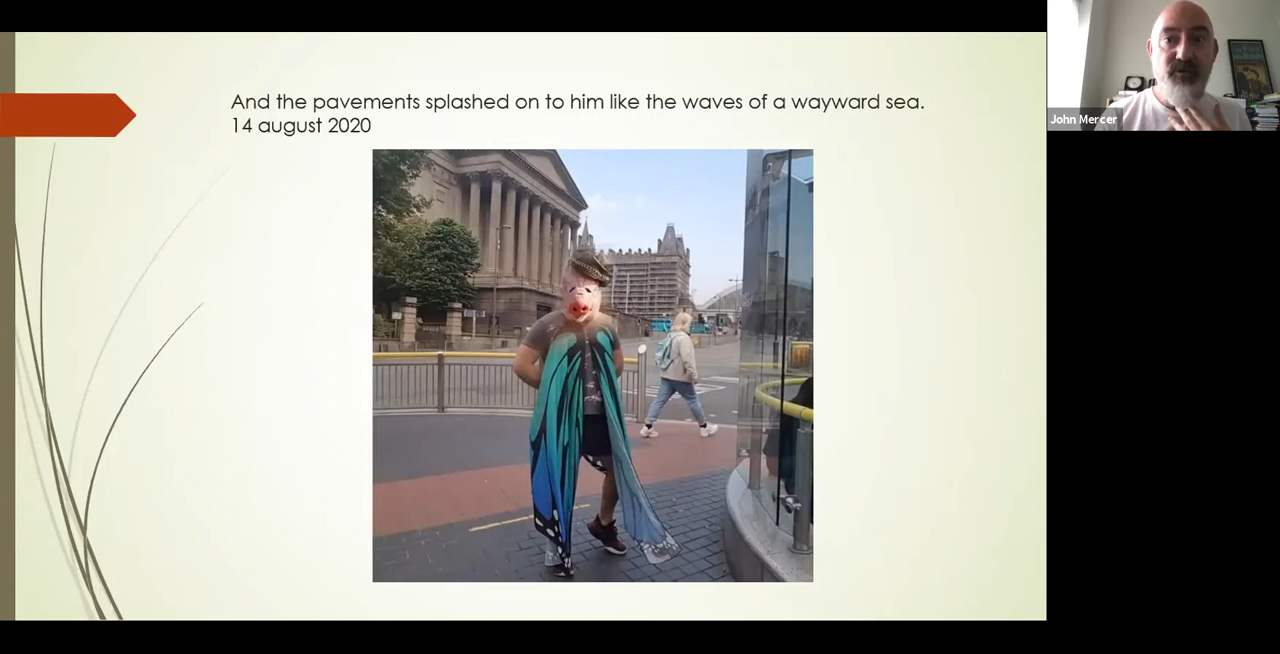 And the pavements splashed on to him like the waves of a wayward sea.
14 august 2020
John Mercer